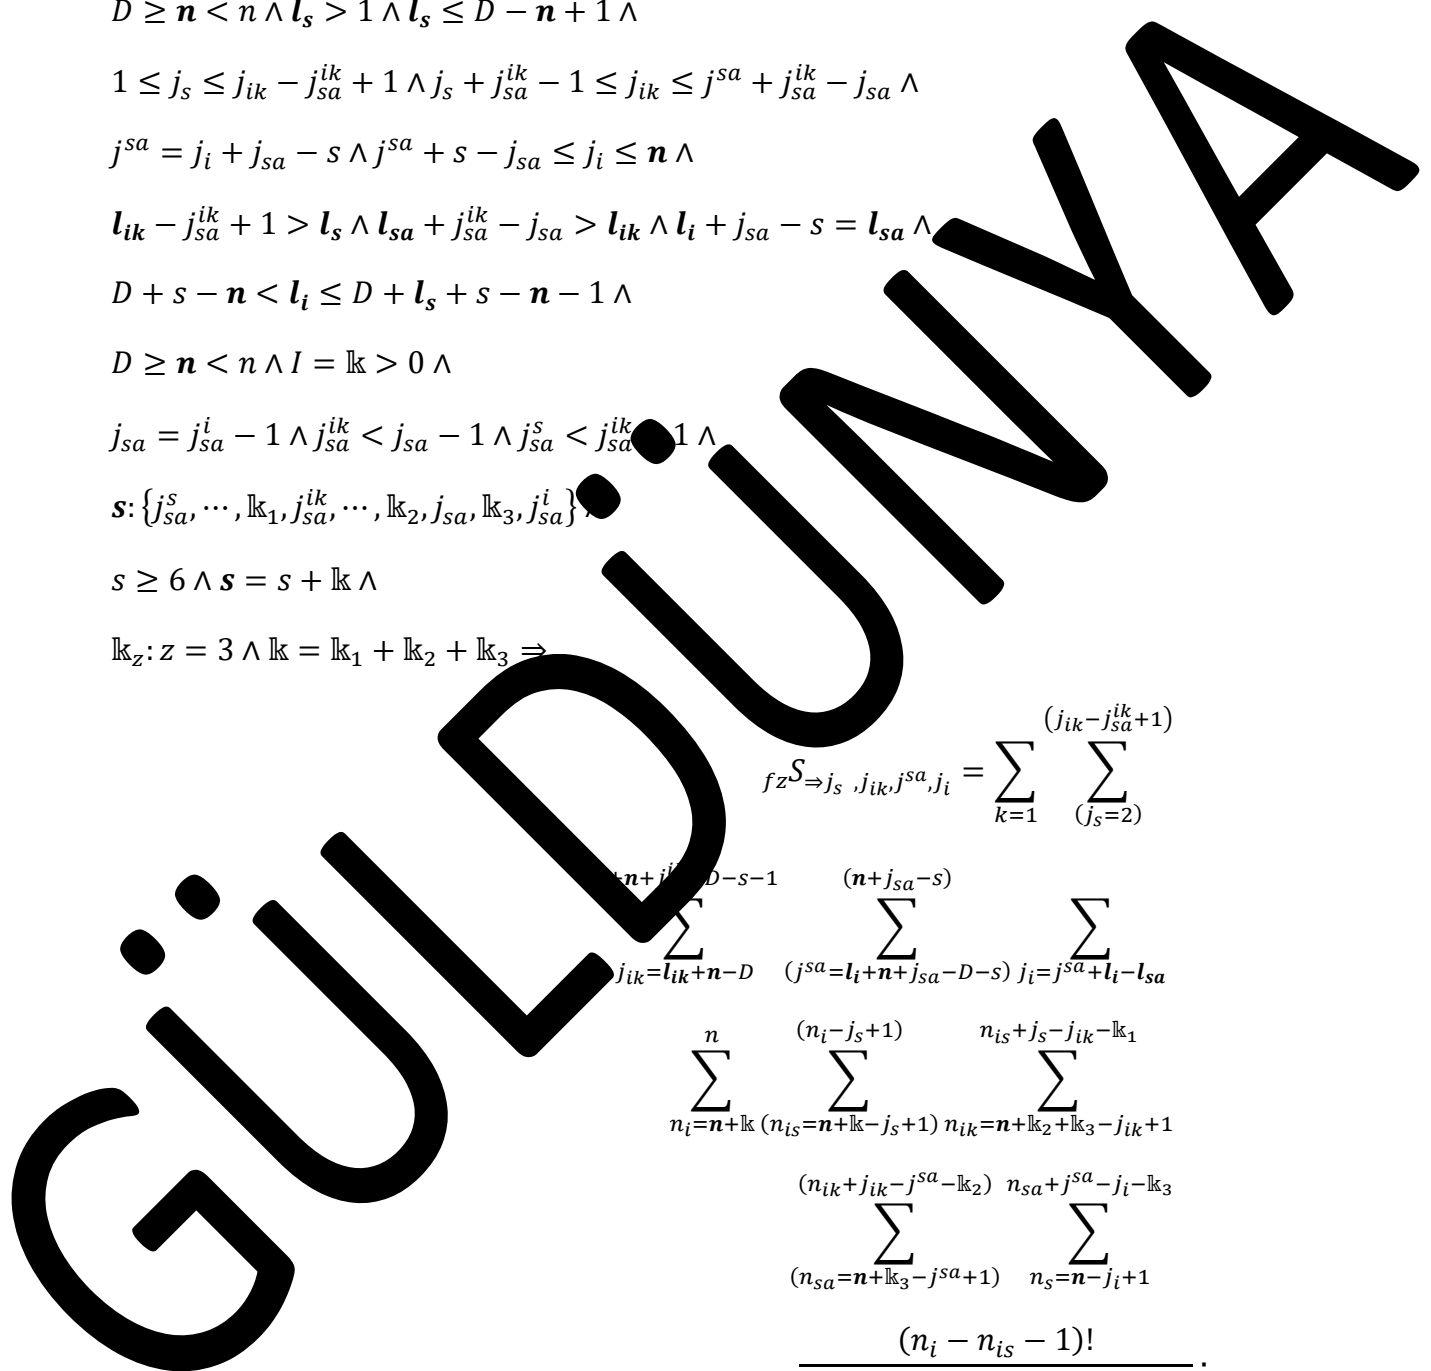 D ≥ 𝒏 < n ∧ 𝒍ₛ > 1 ∧ 𝒍ₛ ≤ D − 𝒏 + 1 ∧
1 ≤ j_s ≤ j_{ik} − j_{sa}^{ik} + 1 ∧ j_s + j_{sa}^{ik} − 1 ≤ j_{ik} ≤ j^{sa} + j_{sa}^{ik} − j_{sa} ∧
j^{sa} = j_i + j_{sa} − s ∧ j^{sa} + s − j_{sa} ≤ j_i ≤ 𝒏 ∧
𝒍_{ik} − j_{sa}^{ik} + 1 > 𝒍_s ∧ 𝒍_{sa} + j_{sa}^{ik} − j_{sa} > 𝒍_{ik} ∧ 𝒍_i + j_{sa} − s = 𝒍_{sa} ∧
D + s − 𝒏 < 𝒍_i ≤ D + 𝒍_s + s − 𝒏 − 1 ∧
D ≥ 𝒏 < n ∧ I = 𝕜 > 0 ∧
j_{sa} = j_{sa}^{i} − 1 ∧ j_{sa}^{ik} < j_{sa} − 1 ∧ j_{sa}^{s} < j_{sa}^{ik} 1 ∧
𝒔: {j_{sa}^{s}, ⋯ , 𝕜_1, j_{sa}^{ik}, ⋯ , 𝕜_2, j_{sa}, 𝕜_3, j_{sa}^{i}}
s ≥ 6 ∧ 𝒔 = s + 𝕜 ∧
𝕜_z: z = 3 ∧ 𝕜 = 𝕜_1 + 𝕜_2 + 𝕜_3 ⇒
_{fz}S_{⇒j_s ,j_{ik},j^{sa},j_i} = ∑_{k=1} ∑_{(j_s=2)}^{(j_{ik}−j_{sa}^{ik}+1)}
∑_{j_{ik}=𝒍_{ik}+𝒏−D}^{+𝒏+ D−s−1} ∑_{(j^{sa}=𝒍_i+𝒏+j_{sa}−D−s)}^{(𝒏+j_{sa}−s)} ∑_{j_i=j^{sa}+𝒍_i−𝒍_{sa}}
∑_{n_i=𝒏+𝕜}^{n} ∑_{(n_{is}=𝒏+𝕜−j_s+1)}^{(n_i−j_s+1)} ∑_{n_{ik}=𝒏+𝕜_2+𝕜_3−j_{ik}+1}^{n_{is}+j_s−j_{ik}−𝕜_1}
∑_{(n_{sa}=𝒏+𝕜_3−j^{sa}+1)}^{(n_{ik}+j_{ik}−j^{sa}−𝕜_2)} ∑_{n_s=𝒏−j_i+1}^{n_{sa}+j^{sa}−j_i−𝕜_3}
(n_i − n_{is} − 1)! .
GÜLDÜNYA